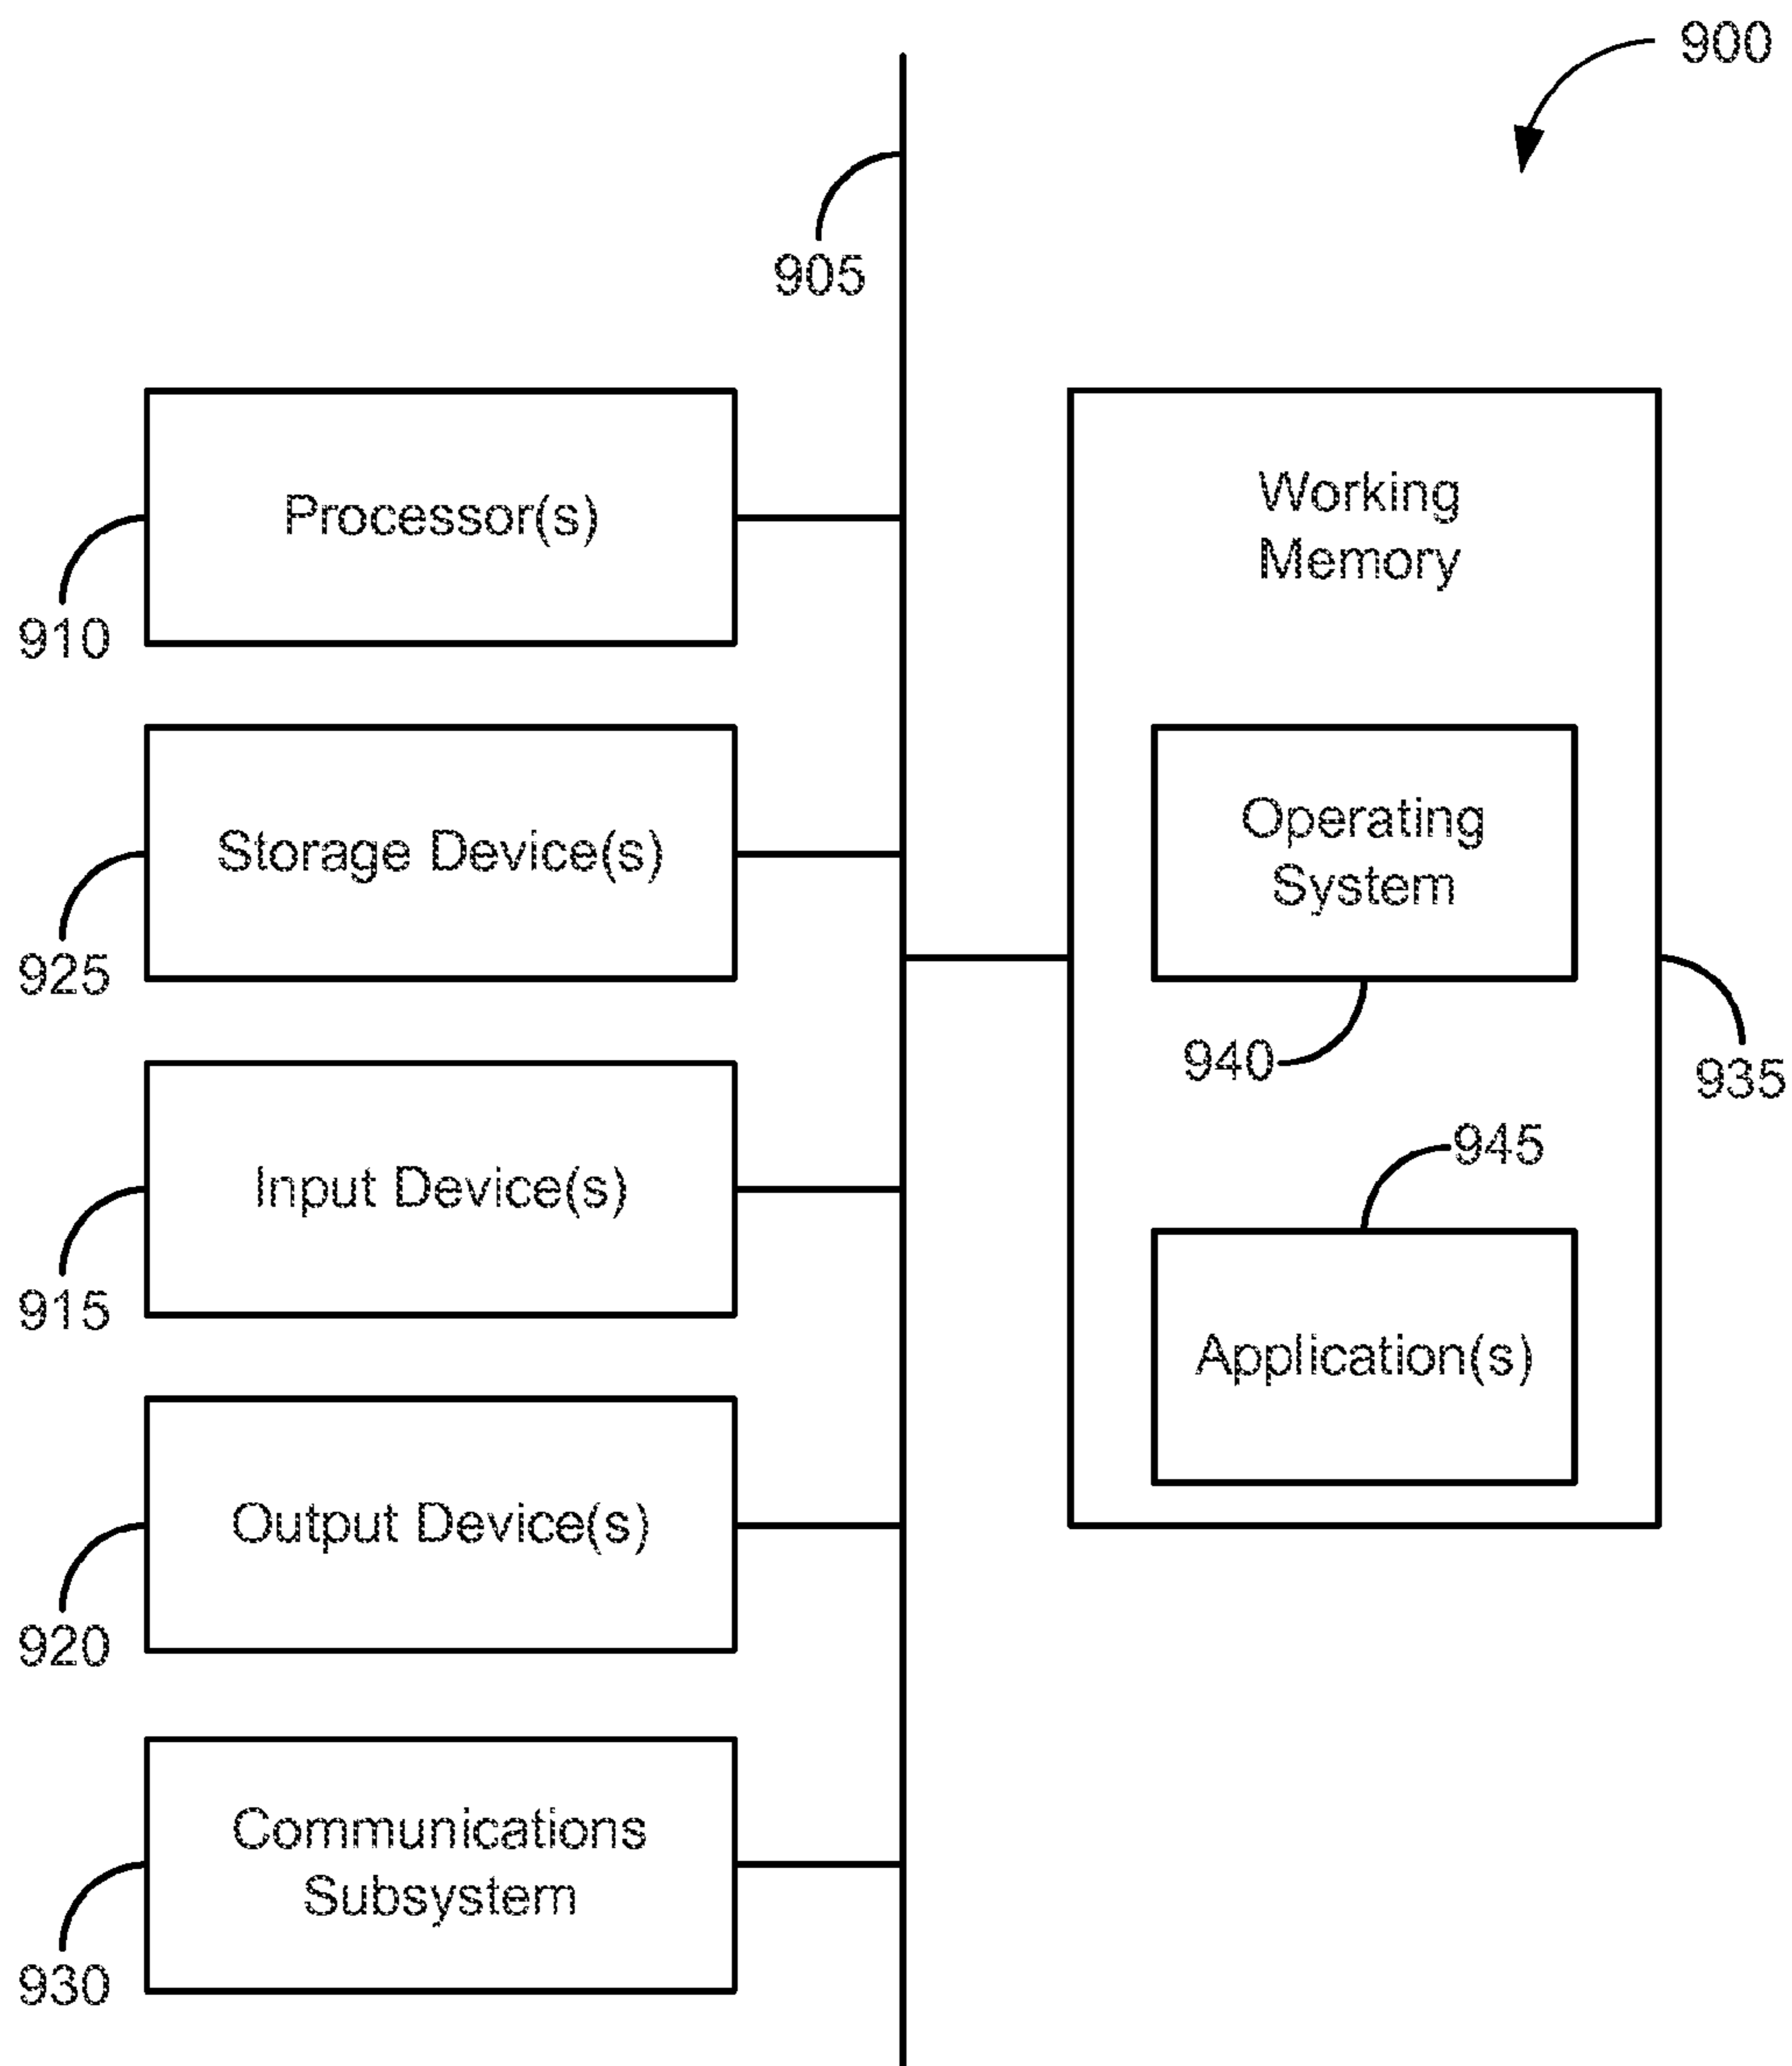 900
905
Processor(s)
910
Storage Device(s)
925
Input Device(s)
915
Output Device(s)
920
Communications
Subsystem
930
Working
Memory
Operating
System
940
935
945
Application(s)